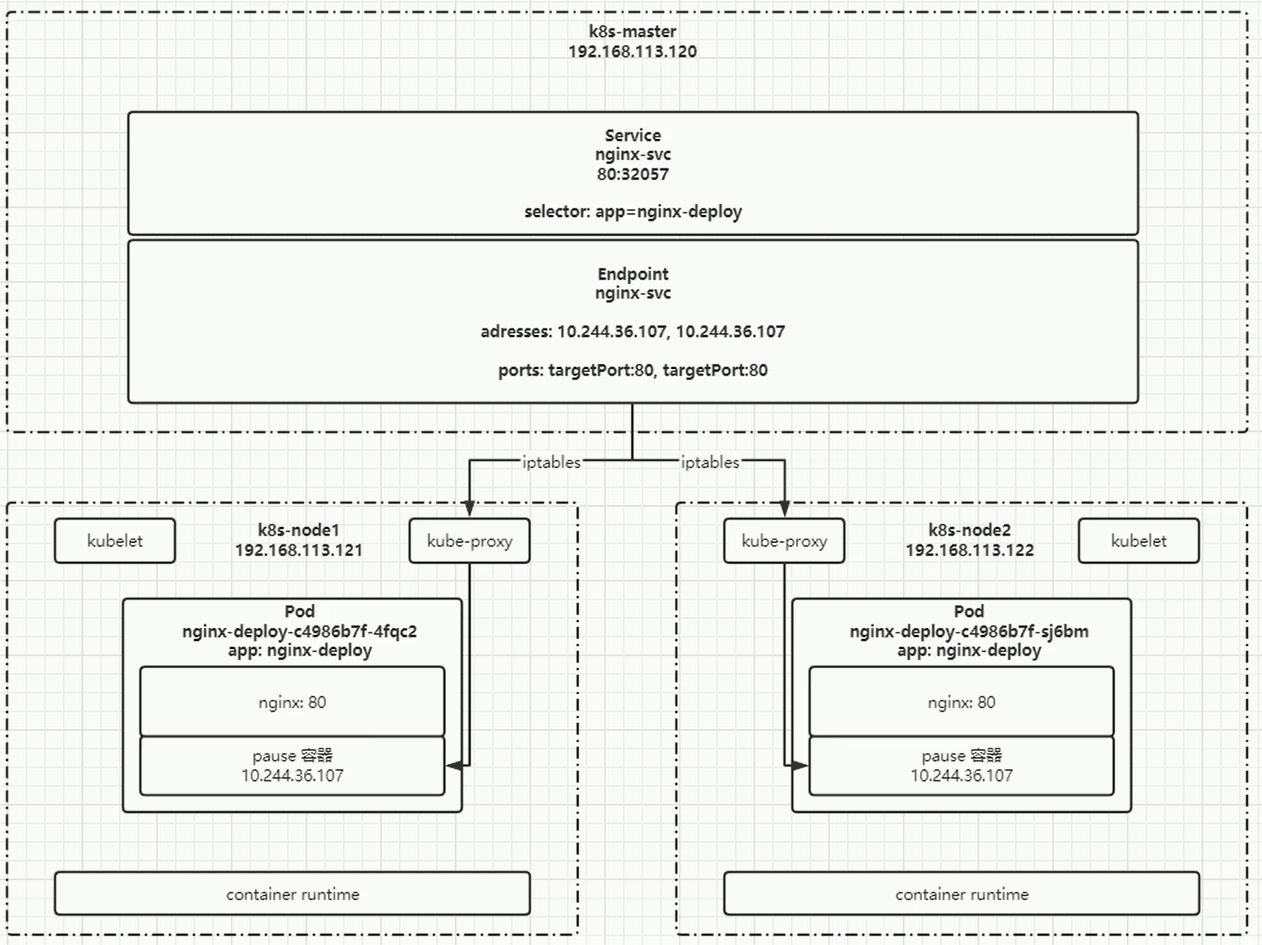 k8s-master
192.168.113.120
Service
nginx-svc
80:32057
selector: app=nginx-deploy
Endpoint
nginx-svc
adresses: 10.244.36.107, 10.244.36.107
ports: targetPort:80, targetPort:80
iptables
iptables
kubelet
k8s-node1
192.168.113.121
kube-proxy
Pod
nginx-deploy-c4986b7f-4fqc2
app: nginx-deploy
nginx: 80
pause 容器
10.244.36.107
container runtime
kube-proxy
k8s-node2
192.168.113.122
kubelet
Pod
nginx-deploy-c4986b7f-sj6bm
app: nginx-deploy
nginx: 80
pause 容器
10.244.36.107
container runtime